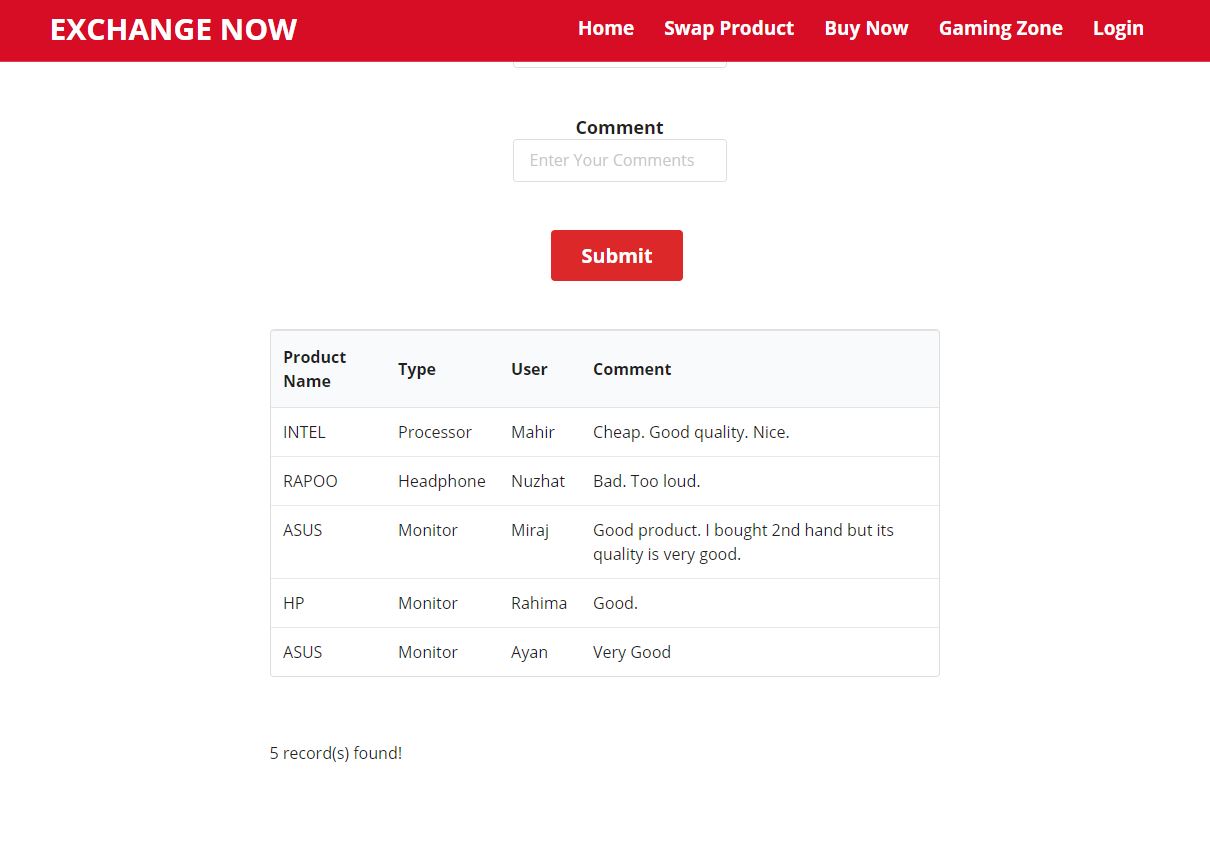 EXCHANGE NOW Home Swap Product Buy Now Gaming Zone Login
Comment
Enter Your Comments
Submit
Product Name Type User Comment
INTEL Processor Mahir Cheap. Good quality. Nice.
RAPOO Headphone Nuzhat Bad. Too loud.
ASUS Monitor Miraj Good product. I bought 2nd hand but its
quality is very good.
HP Monitor Rahima Good.
ASUS Monitor Ayan Very Good
5 record(s) found!